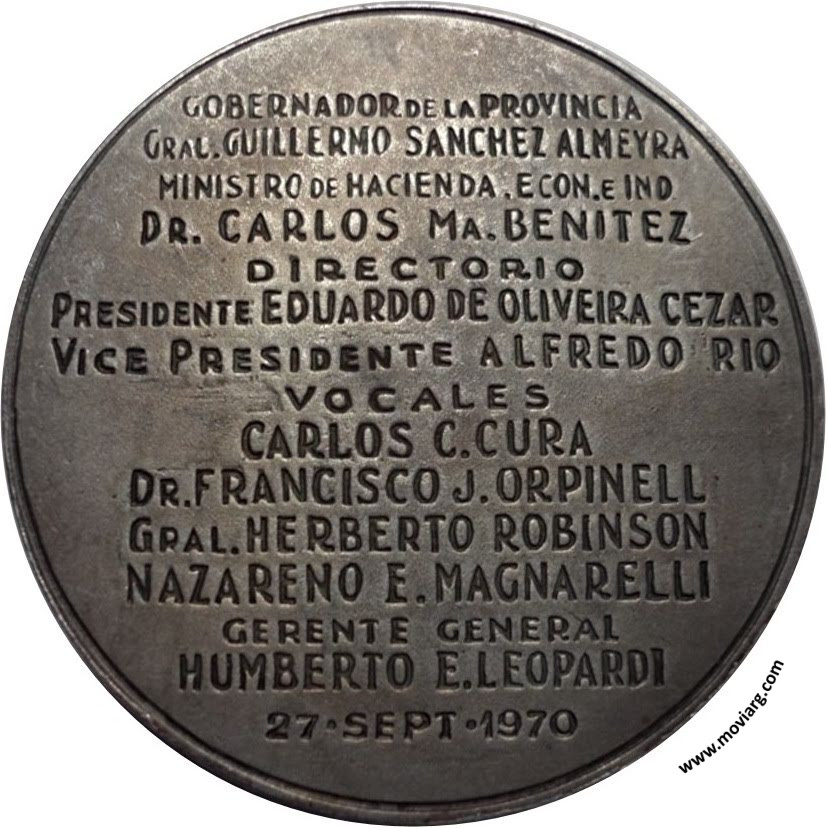 GOBERNADOR DE LA PROVINCIA
GRAL. GUILLERMO SANCHEZ ALMEYRA
MINISTRO DE HACIENDA, ECON. E IND
DR. CARLOS MA. BENITEZ
DIRECTORIO
PRESIDENTE EDUARDO DE OLIVEIRA CEZAR
VICE PRESIDENTE ALFREDO RIO
VOCALES
CARLOS C. CURA
DR. FRANCISCO J. ORPINELL
GRAL. HERBERTO ROBINSON
NAZARENO E. MAGNARELLI
GERENTE GENERAL
HUMBERTO E. LEOPARDI
27·SEPT·1970
www.moviarg.com